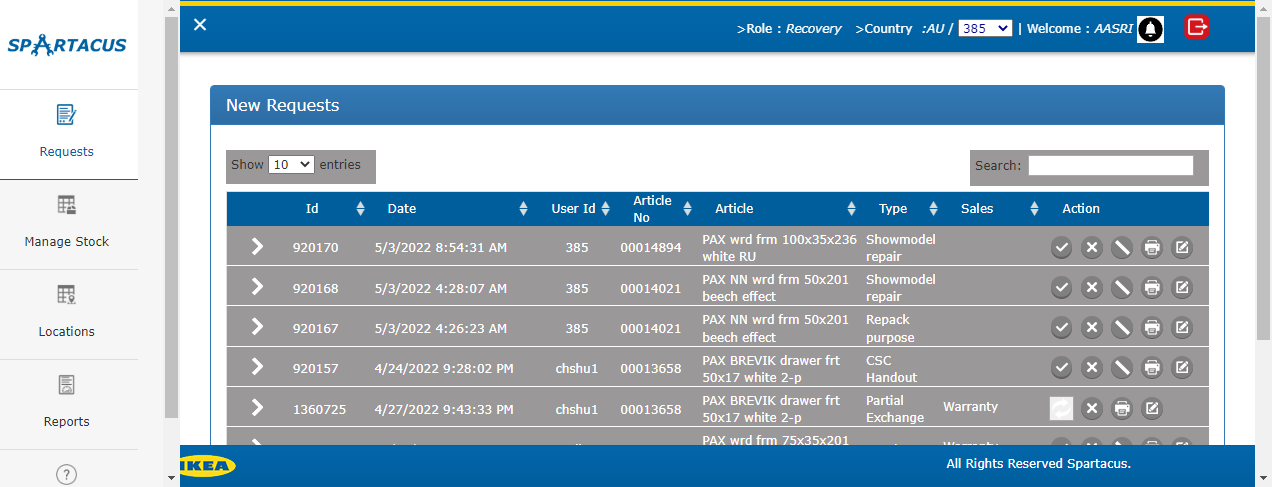 SPARTACUS
>Role : Recovery >Country :AU / 385 | Welcome : AASRI
Requests
Manage Stock
Locations
Reports
?
New Requests
Show 10 entries
Search:
Id Date User Id Article No Article Type Sales Action
920170 5/3/2022 8:54:31 AM 385 00014894 PAX wrd frm 100x35x236 Showmodel
white RU repair
920168 5/3/2022 4:28:07 AM 385 00014021 PAX NN wrd frm 50x201 Showmodel
beech effect repair
920167 5/3/2022 4:26:23 AM 385 00014021 PAX NN wrd frm 50x201 Repack
beech effect purpose
920157 4/24/2022 9:28:02 PM chshu1 00013658 PAX BREVIK drawer frt CSC
50x17 white 2-p Handout
1360725 4/27/2022 9:43:33 PM chshu1 00013658 PAX BREVIK drawer frt Partial Warranty
50x17 white 2-p Exchange
PAX wrd frm 75x35x201
IKEA
All Rights Reserved Spartacus.